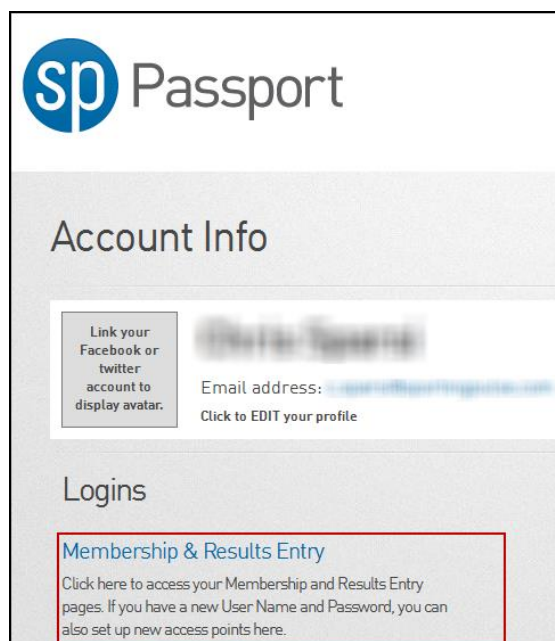 sp Passport
Account Info
Link your
Facebook or
twitter
account to
display avatar.
Email address:
Click to EDIT your profile
Logins
Membership & Results Entry
Click here to access your Membership and Results Entry
pages. If you have a new User Name and Password, you can
also set up new access points here.